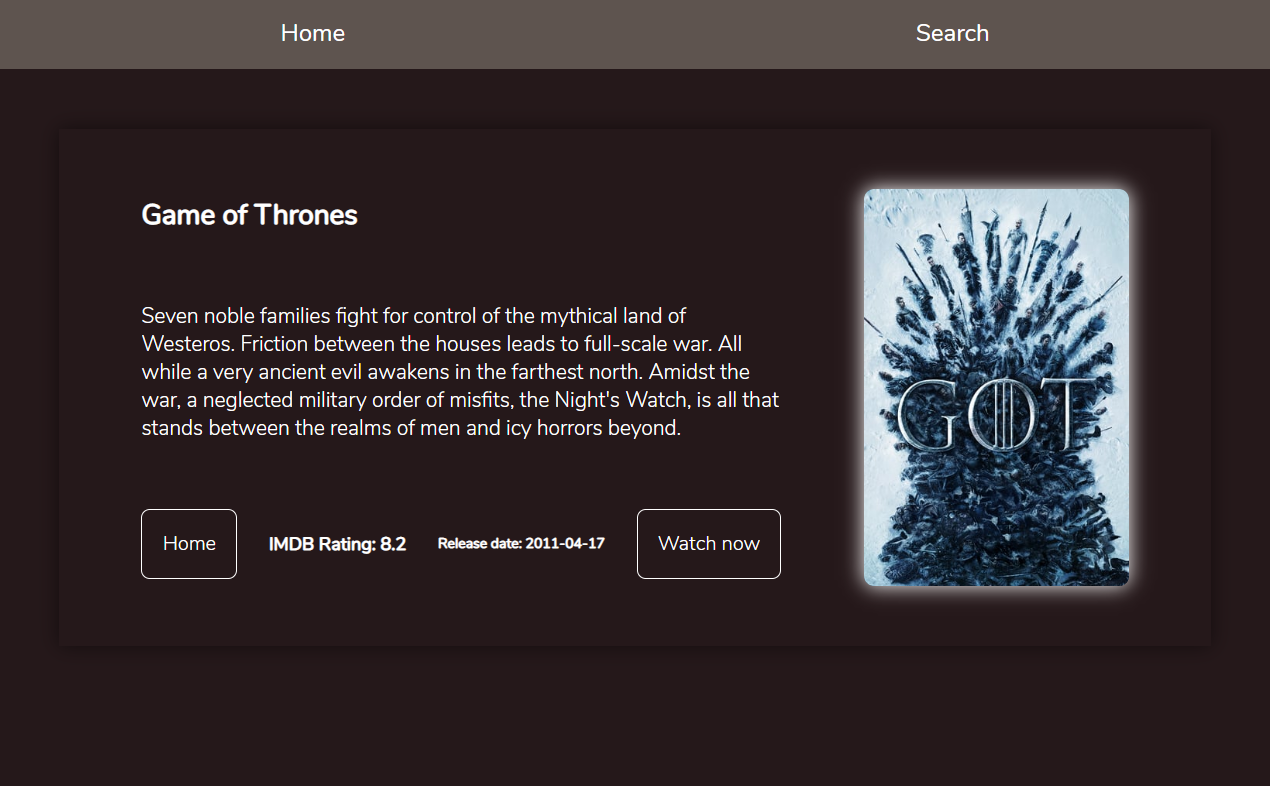 Home
Search
Game of Thrones
Seven noble families fight for control of the mythical land of
Westeros. Friction between the houses leads to full-scale war. All
while a very ancient evil awakens in the farthest north. Amidst the
war, a neglected military order of misfits, the Night's Watch, is all that
stands between the realms of men and icy horrors beyond.
GOT
Home
IMDB Rating: 8.2
Release date: 2011-04-17
Watch now